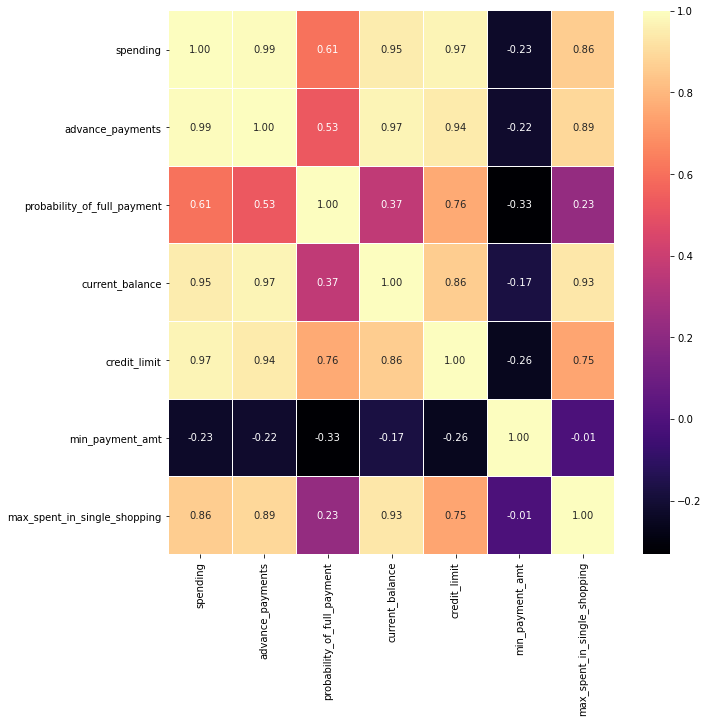 spending 1.00 0.99 0.61 0.95 0.97 -0.23 0.86
advance_payments 0.99 1.00 0.53 0.97 0.94 -0.22 0.89
probability_of_full_payment 0.61 0.53 1.00 0.37 0.76 -0.33 0.23
current_balance 0.95 0.97 0.37 1.00 0.86 -0.17 0.93
credit_limit 0.97 0.94 0.76 0.86 1.00 -0.26 0.75
min_payment_amt -0.23 -0.22 -0.33 -0.17 -0.26 1.00 -0.01
max_spent_in_single_shopping 0.86 0.89 0.23 0.93 0.75 -0.01 1.00
spending
advance_payments
probability_of_full_payment
current_balance
credit_limit
min_payment_amt
max_spent_in_single_shopping
1.0
0.8
0.6
0.4
0.2
0.0
−0.2